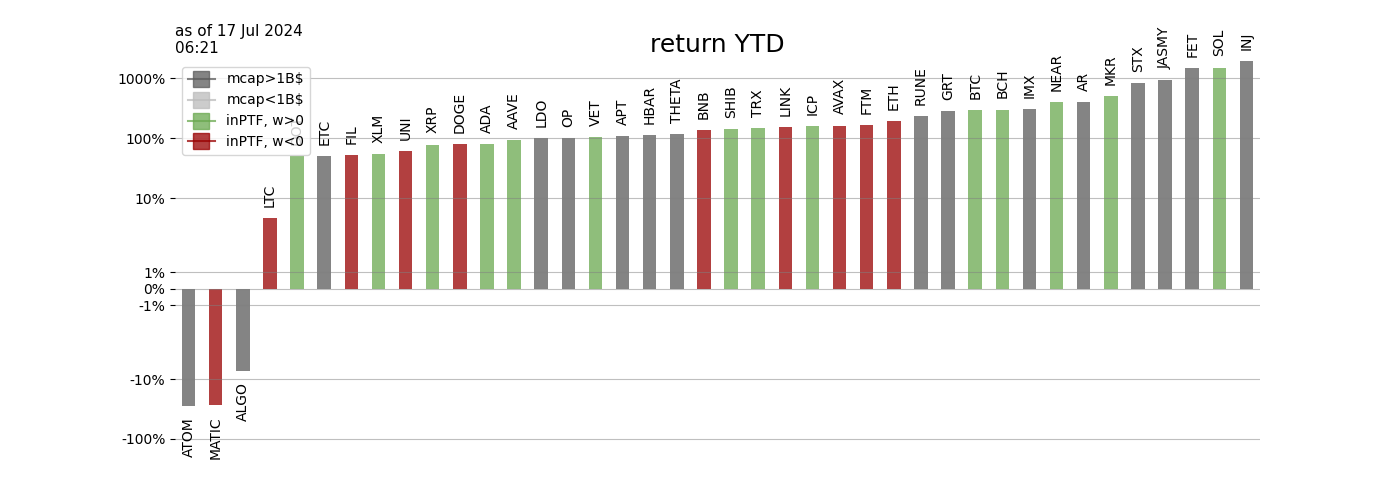 as of 17 Jul 2024
06:21
return YTD
mcap>1B$
mcap<1B$
inPTF, w>0
inPTF, w<0
1000%
100%
10%
1%
0%
-1%
-10%
-100%
ATOM
MATIC
ALGO
LTC
ETC
FIL
XLM
UNI
XRP
DOGE
ADA
AAVE
LDO
OP
VET
APT
HBAR
THETA
BNB
SHIB
TRX
LINK
ICP
AVAX
FTM
ETH
RUNE
GRT
BTC
BCH
IMX
NEAR
AR
MKR
STX
JASMY
FET
SOL
INJ